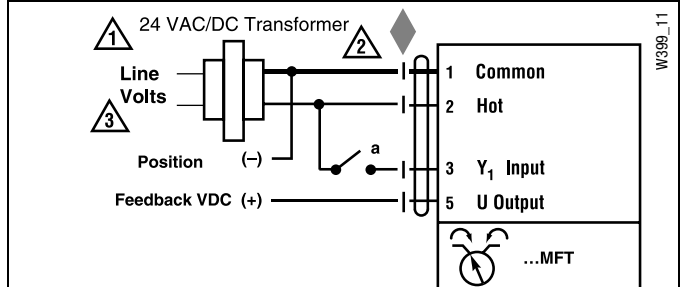 1 24 VAC/DC Transformer 2
W399_11
Line
Volts
3
1 Common
2 Hot
a
Position (–)
3 Y1 Input
Feedback VDC (+)
5 U Output
...MFT